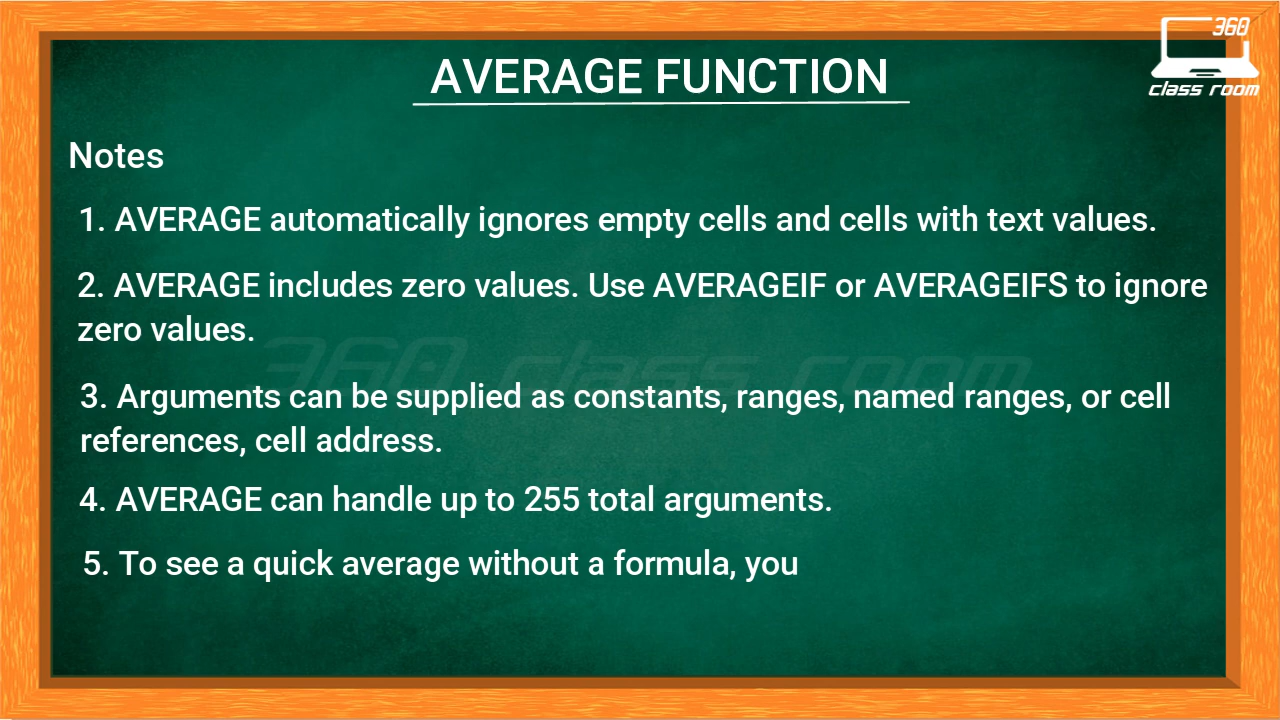 360
class room
AVERAGE FUNCTION
Notes
1. AVERAGE automatically ignores empty cells and cells with text values.
2. AVERAGE includes zero values. Use AVERAGEIF or AVERAGEIFS to ignore
zero values.
360 class room
3. Arguments can be supplied as constants, ranges, named ranges, or cell
references, cell address.
4. AVERAGE can handle up to 255 total arguments.
5. To see a quick average without a formula, you